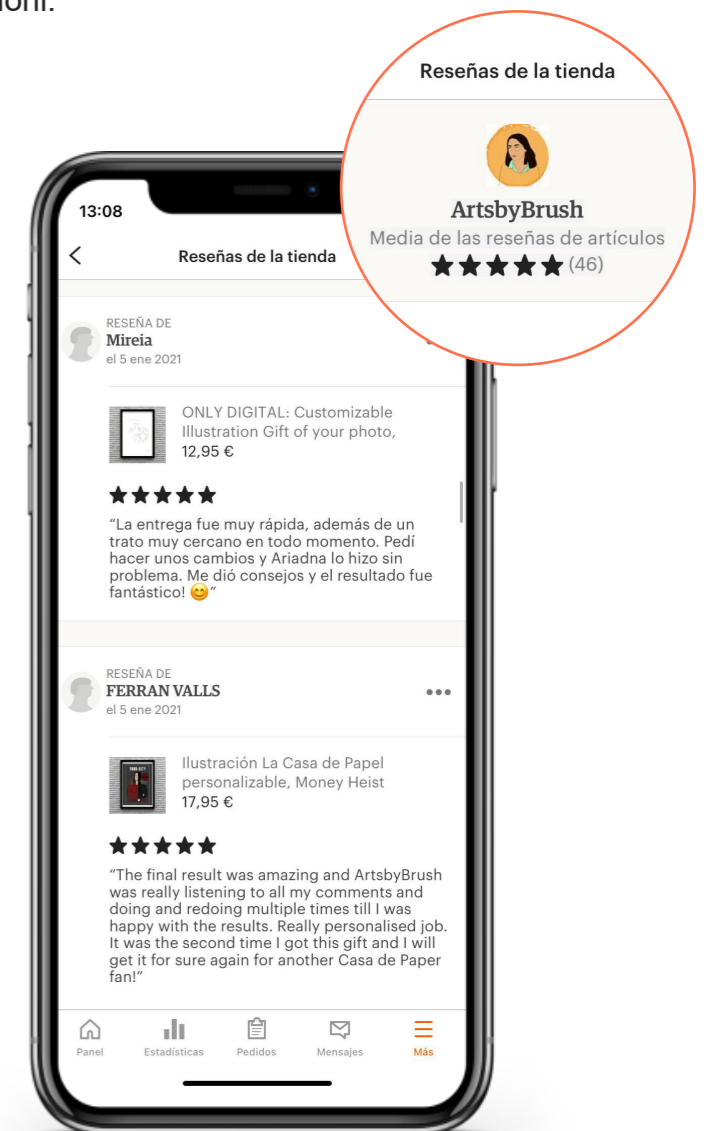 Reseñas de la tienda
ArtsbyBrush
Media de las reseñas de artículos
(46)
13:08
Reseñas de la tienda
RESEÑA DE
Mireia
el 5 ene 2021
ONLY DIGITAL: Customizable
Illustration Gift of your photo,
12,95 €
“La entrega fue muy rápida, además de un
trato muy cercano en todo momento. Pedí
hacer unos cambios y Ariadna lo hizo sin
problema. Me dió consejos y el resultado fue
fantástico! 😊”
RESEÑA DE
FERRAN VALLS
el 5 ene 2021
Ilustración La Casa de Papel
personalizable, Money Heist
17,95 €
“The final result was amazing and ArtsbyBrush
was really listening to all my comments and
doing and redoing multiple times till I was
happy with the results. Really personalised job.
It was the second time I got this gift and I will
get it for sure again for another Casa de Paper
fan!”
Panel
Estadísticas
Pedidos
Mensajes
Más